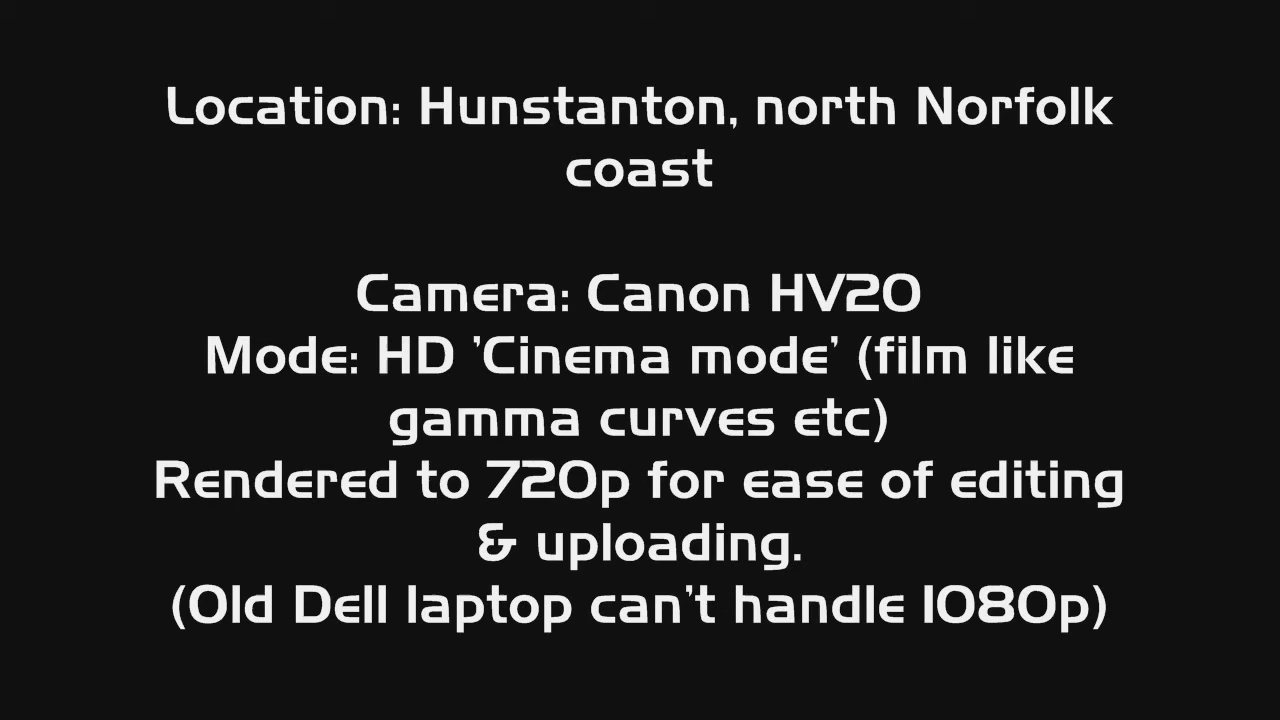 Location: Hunstanton, north Norfolk
coast
Camera: Canon HV20
Mode: HD 'Cinema mode' (film like
gamma curves etc)
Rendered to 720p for ease of editing
& uploading.
(Old Dell laptop can't handle 1080p)